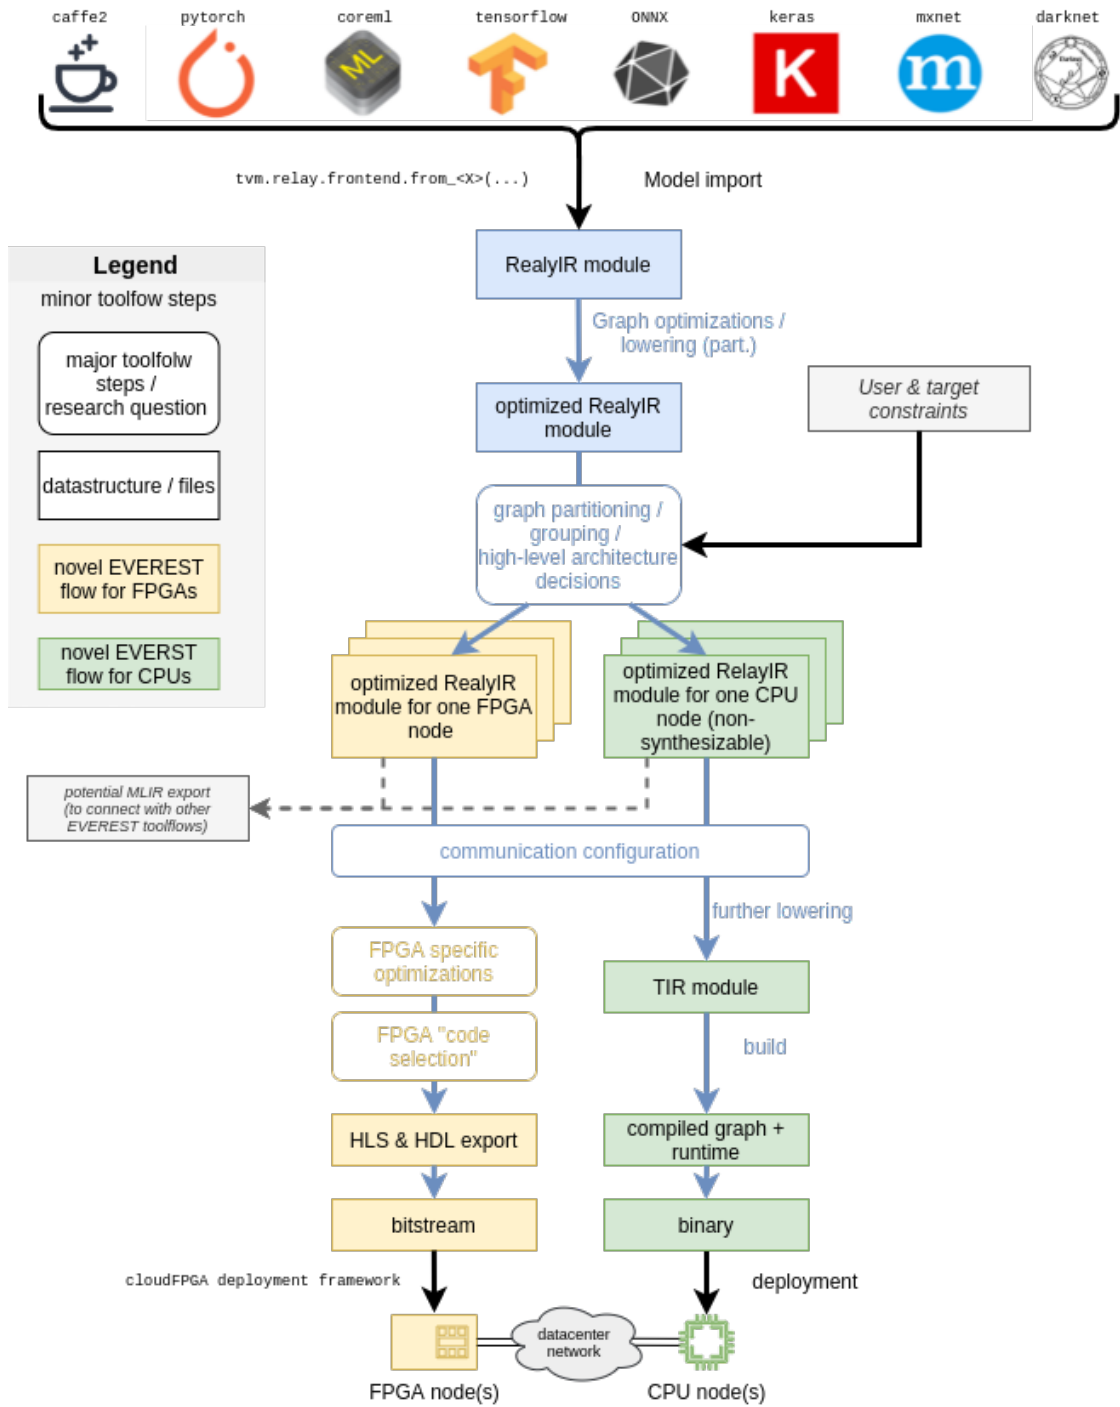 caffe2
pytorch
coreml
tensorflow
ONNX
keras
mxnet
darknet
ML
K
m
tvm.relay.frontend.from_<X>(...)
Model import
RealyIR module
Graph optimizations /
lowering (part.)
Legend
minor toolfow steps
major toolfolw
steps /
research question
datastructure / files
novel EVEREST
flow for FPGAs
novel EVERST
flow for CPUs
optimized RealyIR
module
User & target
constraints
graph partitioning /
grouping /
high-level architecture
decisions
optimized RealyIR
module for one FPGA
node
optimized RelayIR
module for one CPU
node (non-
synthesizable)
potential MLIR export
(to connect with other
EVEREST toolflows)
communication configuration
further lowering
FPGA specific
optimizations
TIR module
FPGA "code
selection"
build
HLS & HDL export
compiled graph +
runtime
bitstream
binary
cloudFPGA deployment framework
deployment
datacenter
network
FPGA node(s)
CPU node(s)